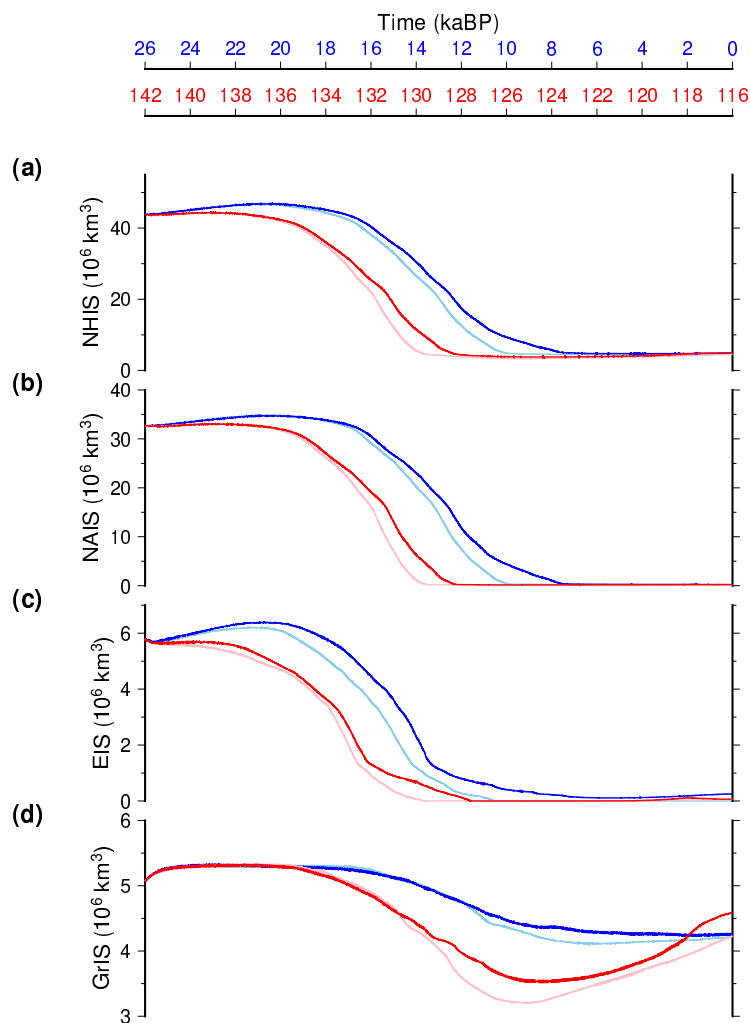 Time (kaBP)
26 24 22 20 18 16 14 12 10 8 6 4 2 0
142 140 138 136 134 132 130 128 126 124 122 120 118 116
(a)
NHIS (10⁶ km³)
40
20
0
(b)
NAIS (10⁶ km³)
40
30
20
10
0
(c)
EIS (10⁶ km³)
6
4
2
0
(d)
GrIS (10⁶ km³)
6
5
4
3